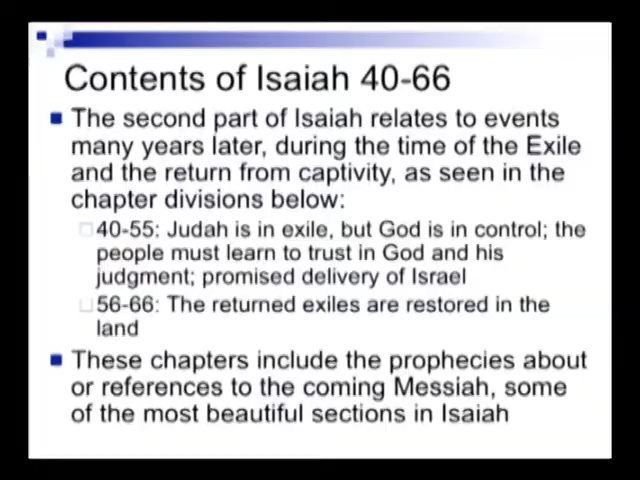 Contents of Isaiah 40-66
The second part of Isaiah relates to events
many years later, during the time of the Exile
and the return from captivity, as seen in the
chapter divisions below:
40-55: Judah is in exile, but God is in control; the
people must learn to trust in God and his
judgment; promised delivery of Israel
56-66: The returned exiles are restored in the
land
These chapters include the prophecies about
or references to the coming Messiah, some
of the most beautiful sections in Isaiah